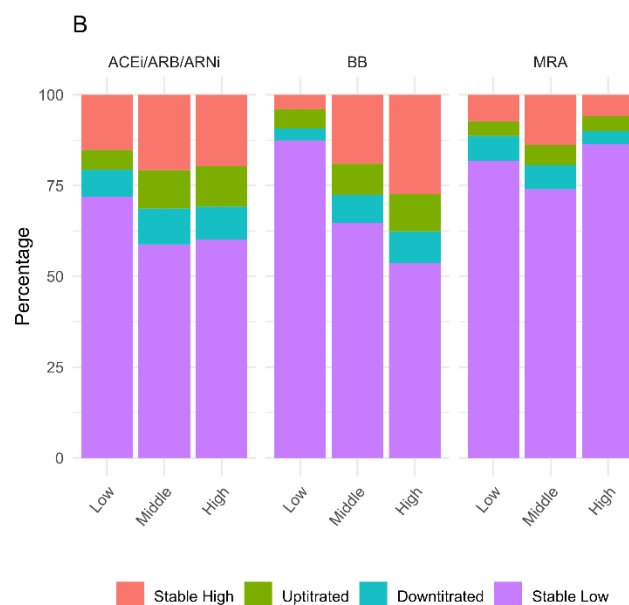 B
ACEi/ARB/ARNi BB MRA
Percentage
100
75
50
25
0
Low Middle High Low Middle High Low Middle High
Stable High Uptitrated Downtitrated Stable Low